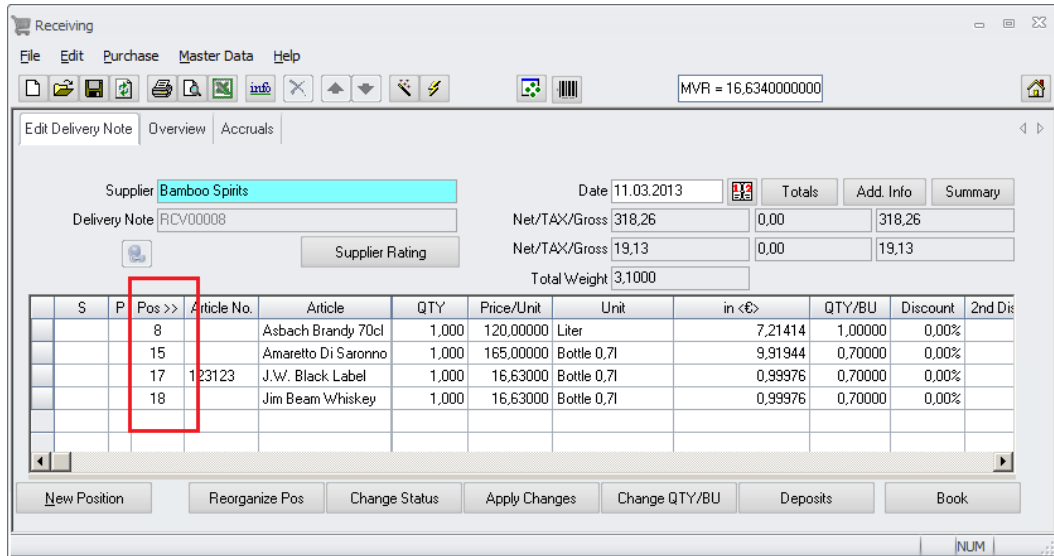 Receiving
File Edit Purchase Master Data Help
info MVR = 16,6340000000
Edit Delivery Note Overview Accruals
Supplier Bamboo Spirits Date 11.03.2013 Totals Add. Info Summary
Delivery Note RCV00008 Net/TAX/Gross 318,26 0,00 318,26
Supplier Rating Net/TAX/Gross 19,13 0,00 19,13
Total Weight 3,1000
S P Pos >> Article No. Article QTY Price/Unit Unit in <€> QTY/BU Discount 2nd Dis
8 Asbach Brandy 70cl 1,000 120,00000 Liter 7,21414 1,00000 0,00%
15 Amaretto Di Saronno 1,000 165,00000 Bottle 0,7l 9,91944 0,70000 0,00%
17 123123 J.W. Black Label 1,000 16,63000 Bottle 0,7l 0,99976 0,70000 0,00%
18 Jim Beam Whiskey 1,000 16,63000 Bottle 0,7l 0,99976 0,70000 0,00%
New Position Reorganize Pos Change Status Apply Changes Change QTY/BU Deposits Book
NUM